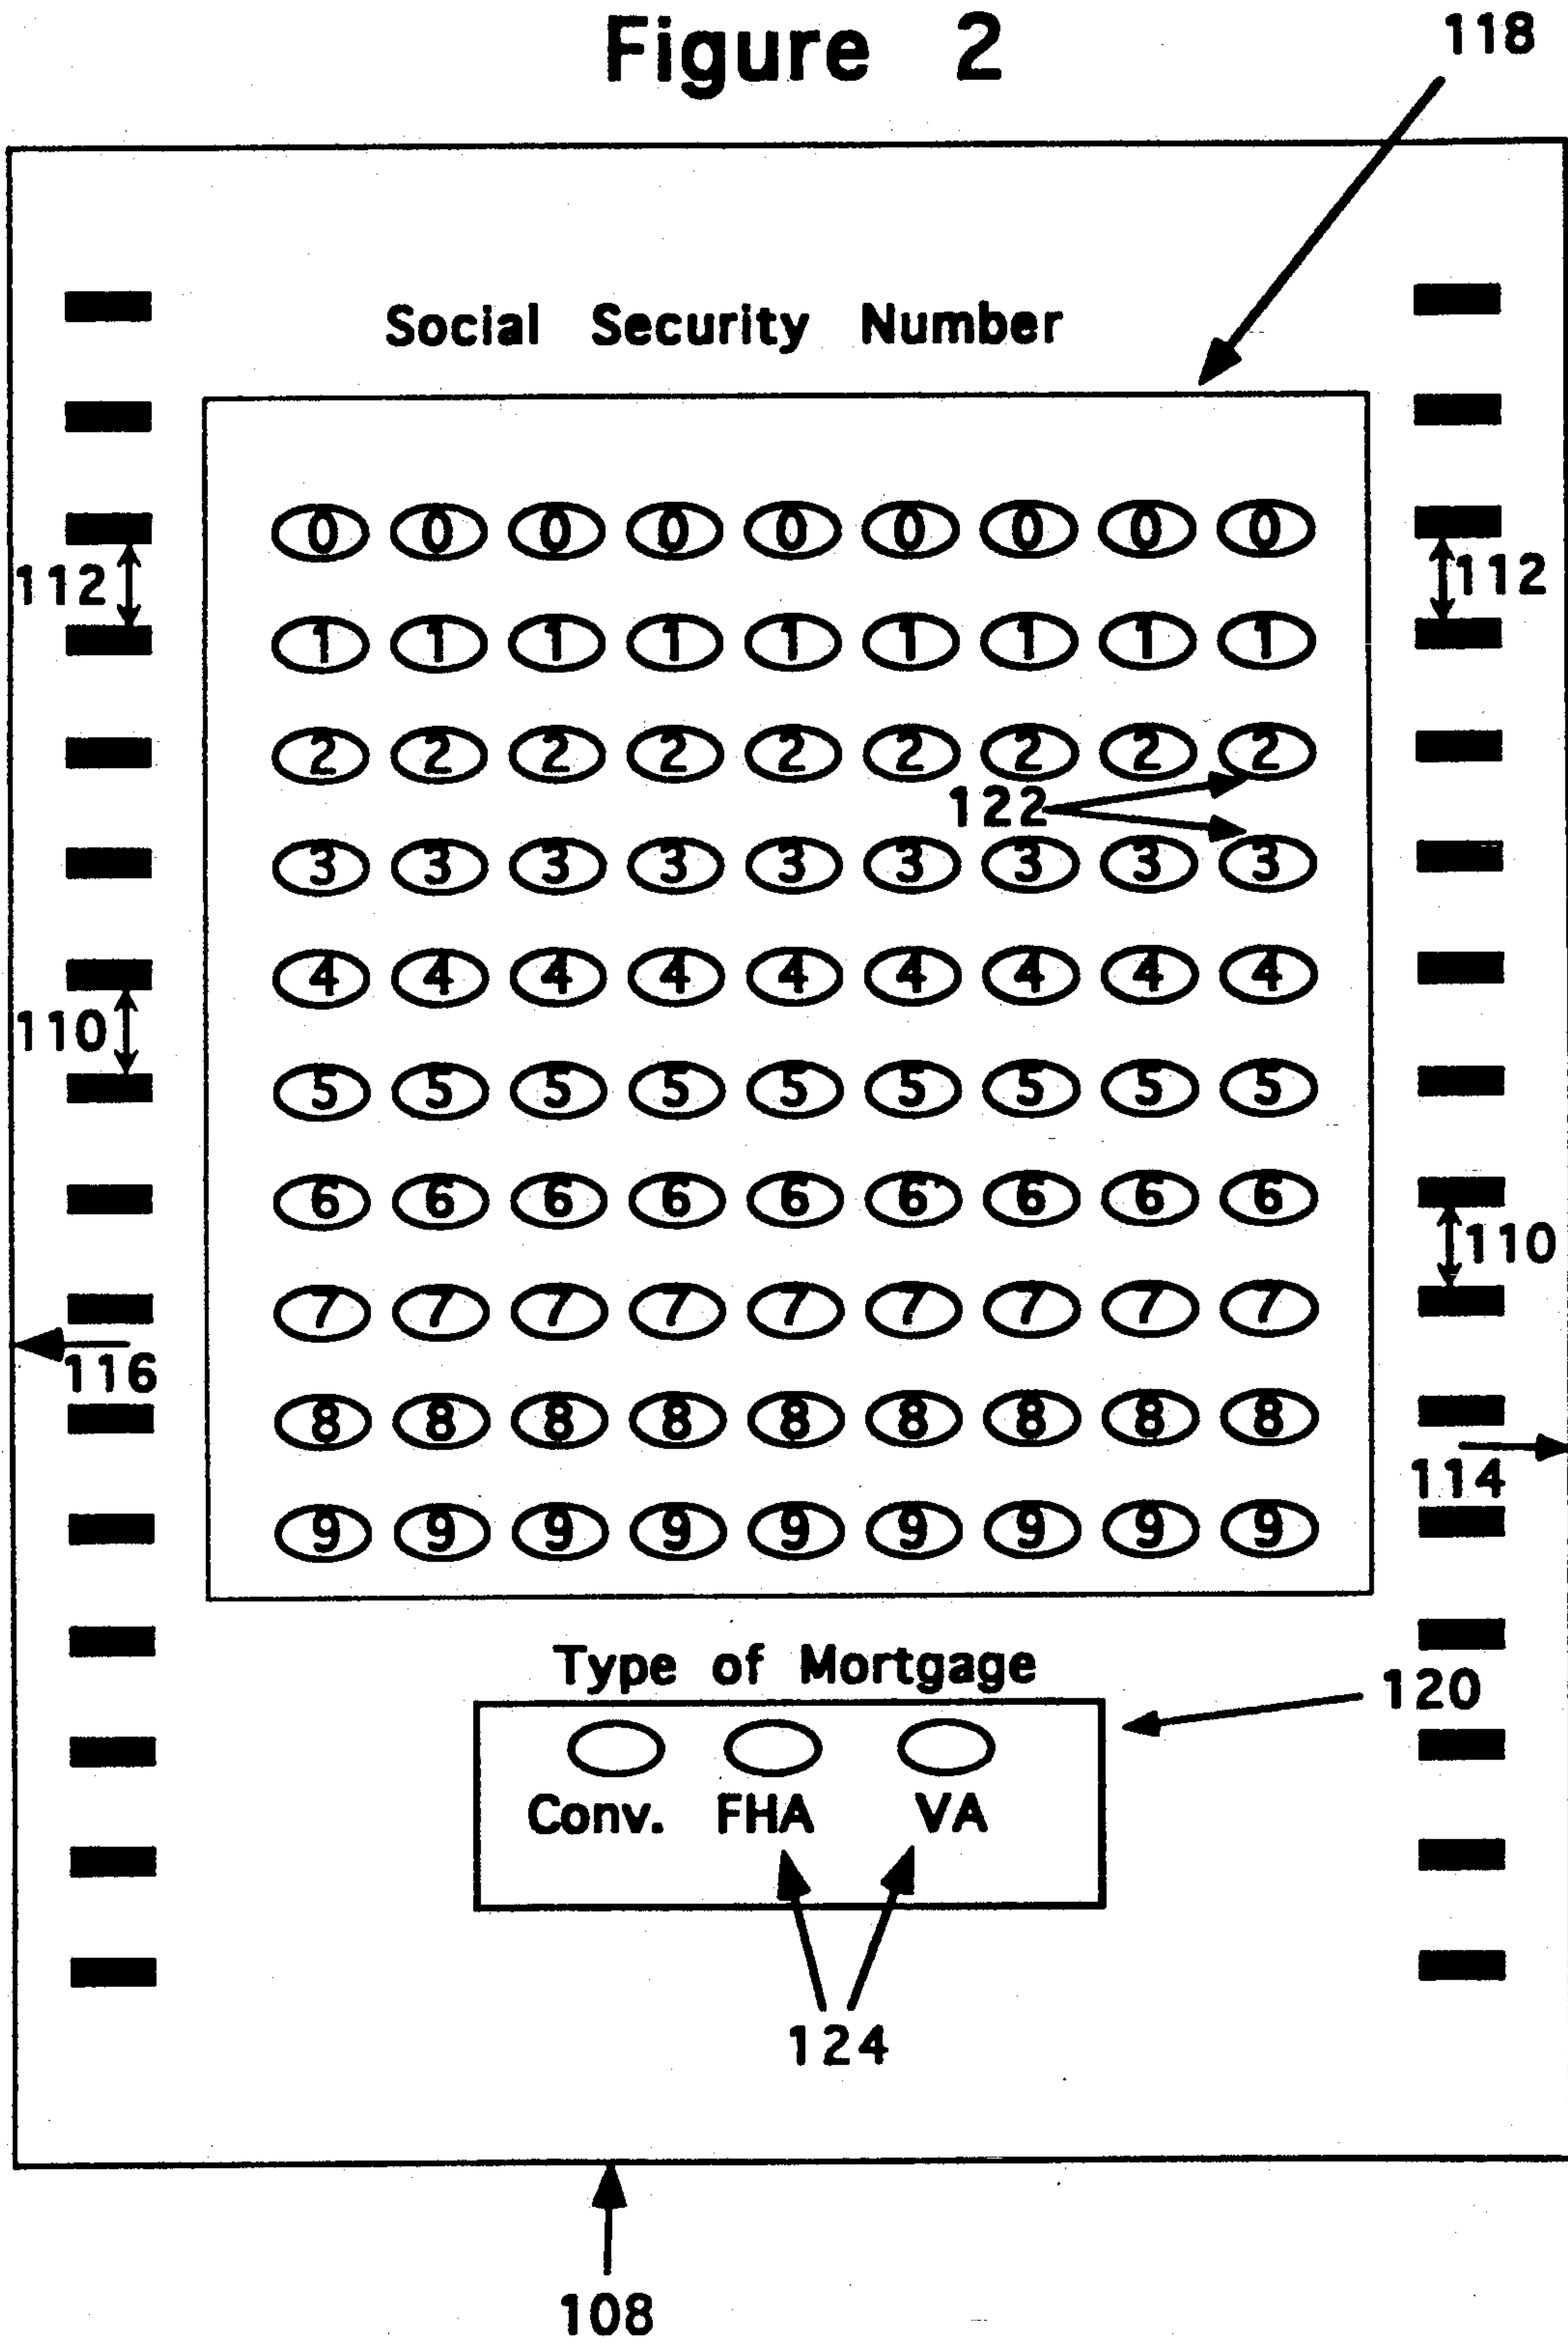 Figure 2
118
Social Security Number
0 0 0 0 0 0 0 0 0
112 112
1 1 1 1 1 1 1 1 1
2 2 2 2 2 2 2 2 2
122
3 3 3 3 3 3 3 3 3
4 4 4 4 4 4 4 4 4
110
5 5 5 5 5 5 5 5 5
6 6 6 6 6 6 6 6 6
110
7 7 7 7 7 7 7 7 7
116
8 8 8 8 8 8 8 8 8
114
9 9 9 9 9 9 9 9 9
Type of Mortgage
120
Conv. FHA VA
124
108